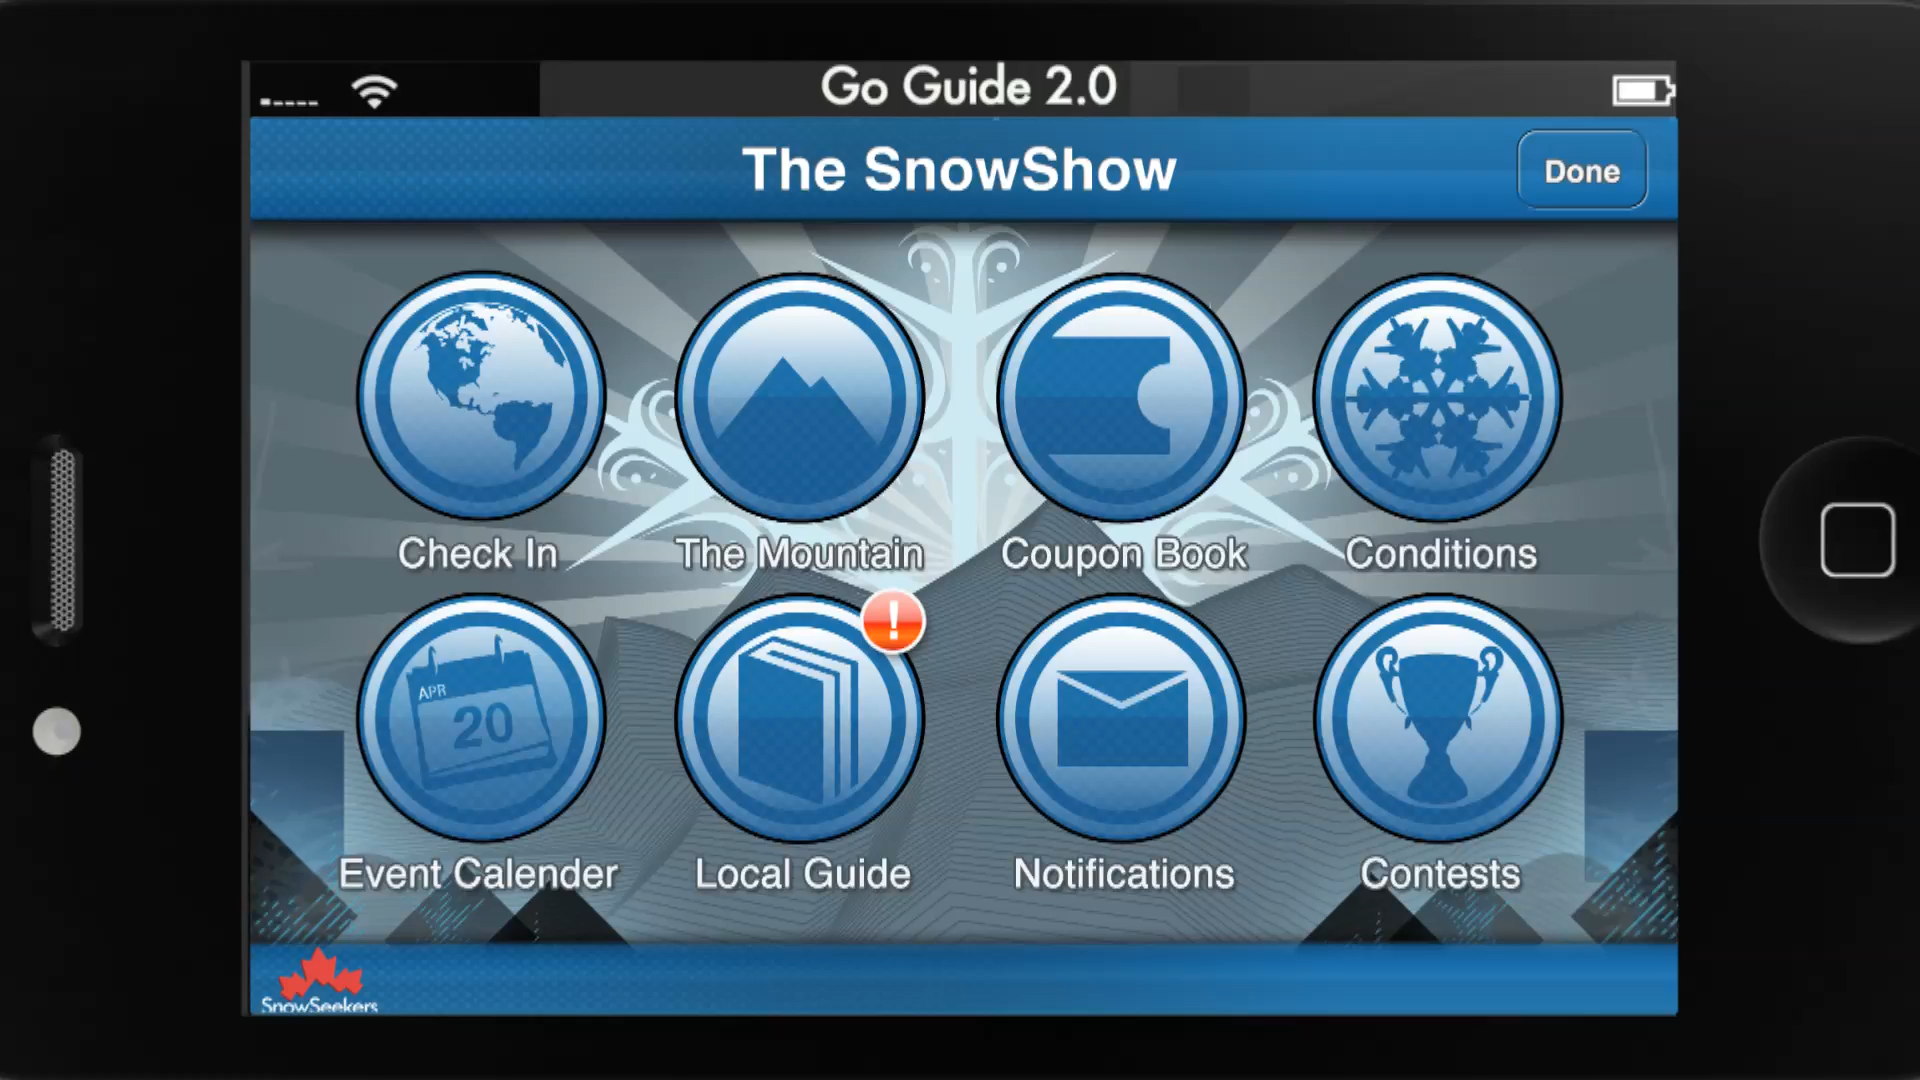 Go Guide 2.0
The SnowShow
Done
Check In
The Mountain
Coupon Book
Conditions
!
APR
20
Event Calender
Local Guide
Notifications
Contests
SnowSeekers